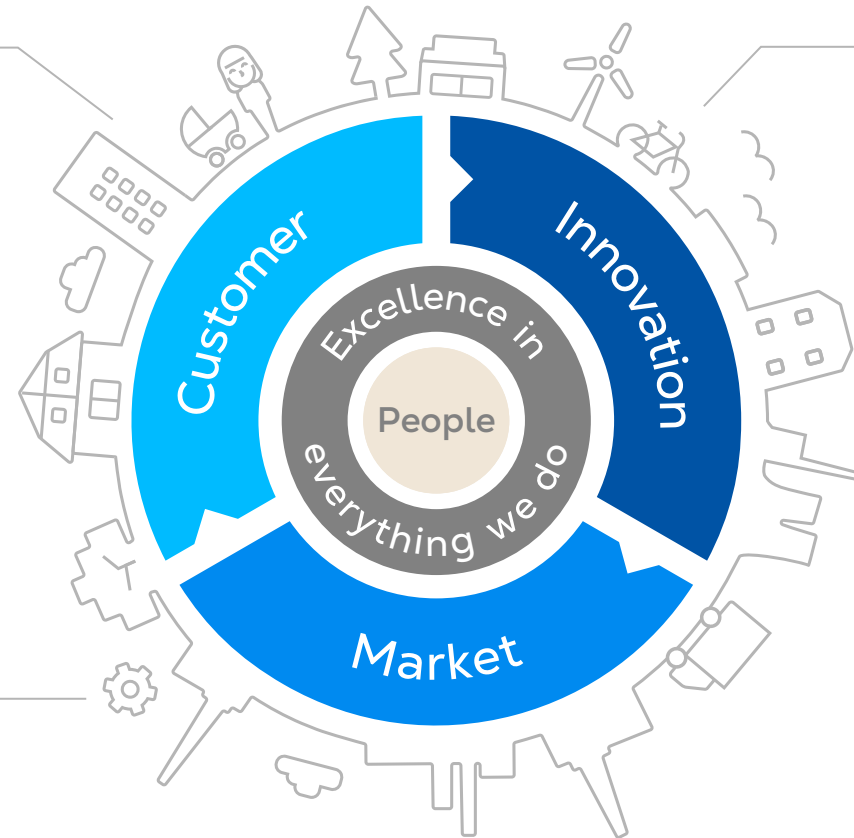 Customer
Innovation
Excellence in
People
everything we do
Market